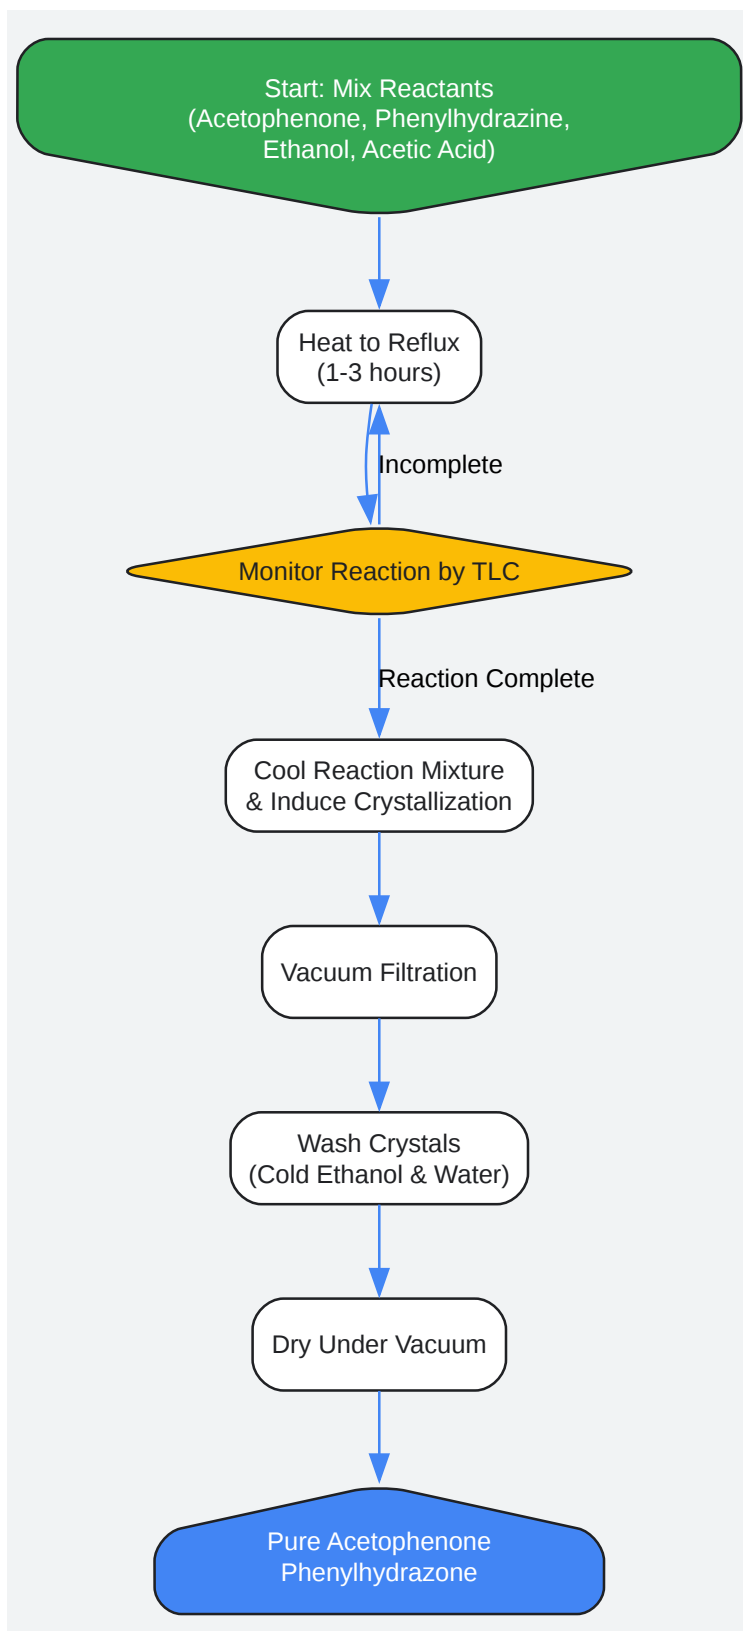 Start: Mix Reactants
(Acetophenone, Phenylhydrazine,
Ethanol, Acetic Acid)
Heat to Reflux
(1-3 hours)
Incomplete
Monitor Reaction by TLC
Reaction Complete
Cool Reaction Mixture
& Induce Crystallization
Vacuum Filtration
Wash Crystals
(Cold Ethanol & Water)
Dry Under Vacuum
Pure Acetophenone
Phenylhydrazone